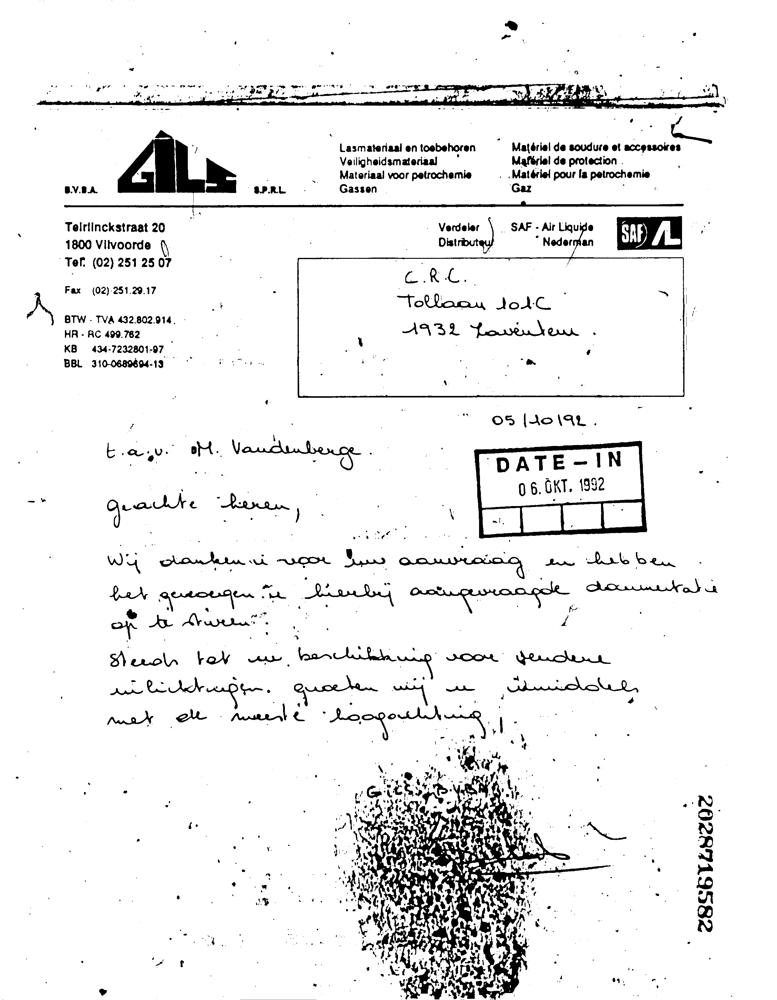 B.V.B.A. GILS S.P.R.L.
Lasmateriaal en toebehoren
Veiligheidsmateriaal
Materiaal voor petrochemie
Gassen
Matériel de soudure et accessoires
Matériel de protection
Matériel pour la petrochemie
Gaz
Teirlinckstraat 20
1800 Vilvoorde
Tel. (02) 251 25 07
Fax (02) 251.29.17
BTW - TVA 432.802.914.
HR - RC 499.762
KB 434-7232801-97
BBL 310-0689694-13
Verdeler SAF - Air Liquide
Distributeur Nederman
SAF AL
C.R.C.
Tollaan 101C
1932 Zaventem.
05/10/92.
t.a.v. M. Vandenberge.
DATE-IN
06. OKT. 1992
geachte heren,
Wij danken u voor uw aanvraag en hebben
het genoegen u hierbij aangevraagde documentatie
op te sturen.
Steeds tot uw beschikking voor verdere
inlichtingen, groeten wij u inmiddels
met de meeste hoogachting,
GILS BVBA
2028719582